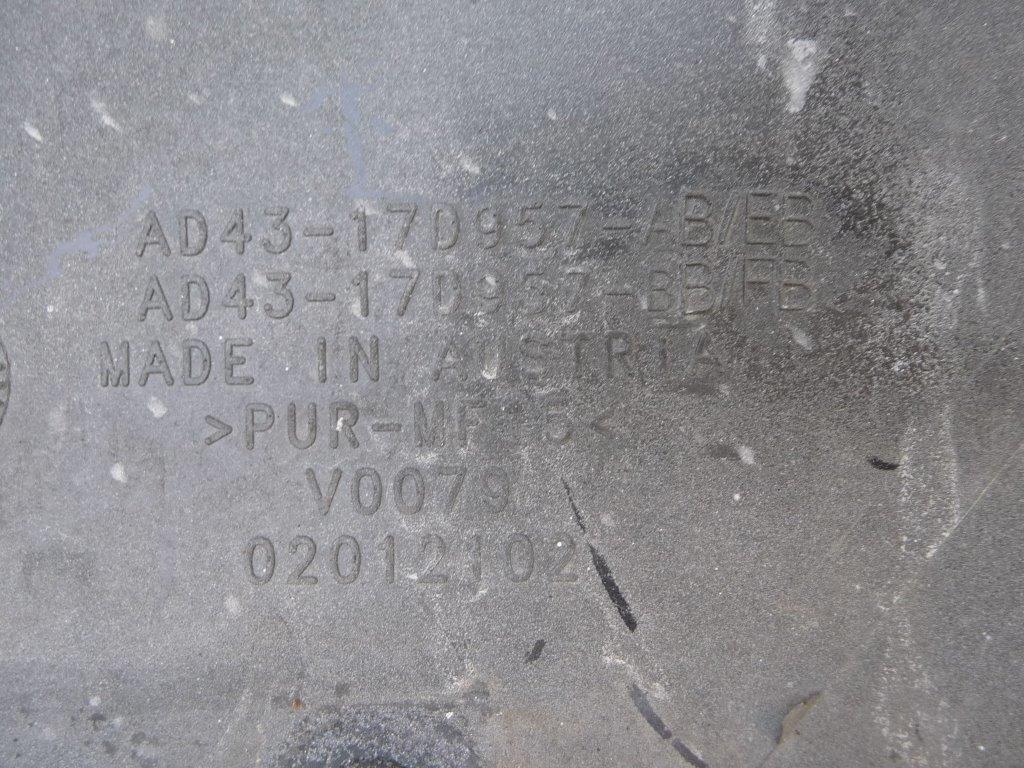 AD43-17D957-AB/EB
AD43-17D957-BB/FB
MADE IN AUSTRIA
>PUR-MF15<
V0079
02012102